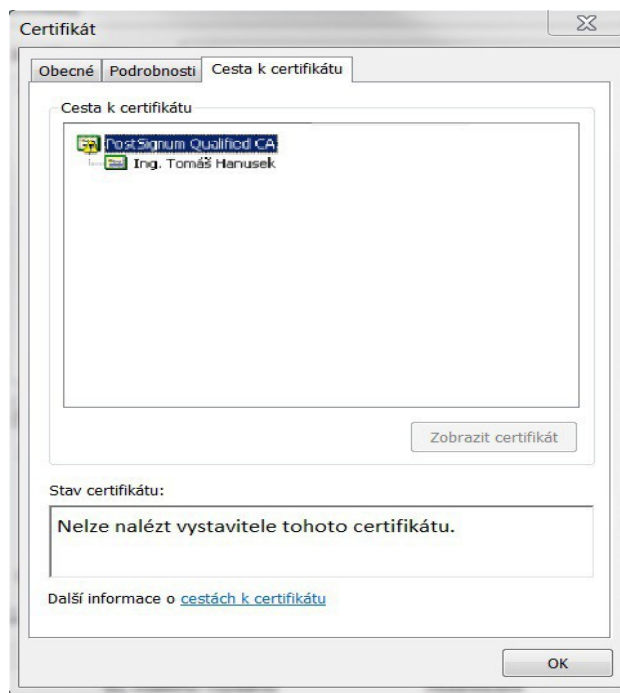 Certifikát
Obecné Podrobnosti Cesta k certifikátu
Cesta k certifikátu
PostSignum Qualified CA
Ing. Tomáš Hanusek
Zobrazit certifikát
Stav certifikátu:
Nelze nalézt vystavitele tohoto certifikátu.
Další informace o cestách k certifikátu
OK